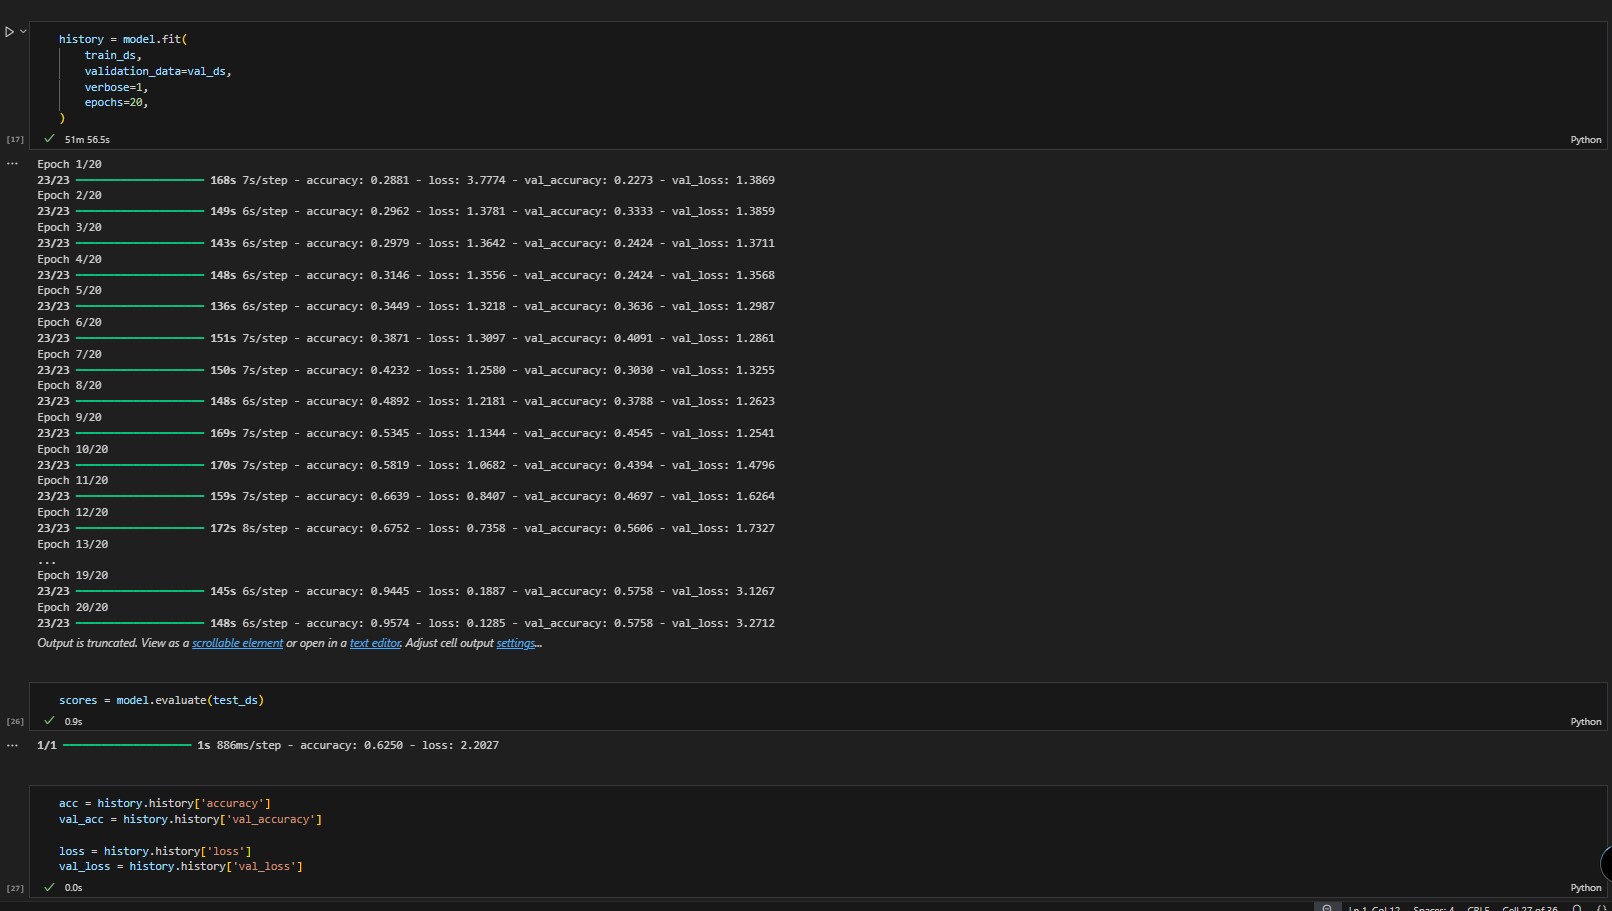 history = model.fit(
train_ds,
validation_data=val_ds,
verbose=1,
epochs=20,
)
[17] 51m 56.5s Python
... Epoch 1/20
23/23 168s 7s/step - accuracy: 0.2881 - loss: 3.7774 - val_accuracy: 0.2273 - val_loss: 1.3869
Epoch 2/20
23/23 149s 6s/step - accuracy: 0.2962 - loss: 1.3781 - val_accuracy: 0.3333 - val_loss: 1.3859
Epoch 3/20
23/23 143s 6s/step - accuracy: 0.2979 - loss: 1.3642 - val_accuracy: 0.2424 - val_loss: 1.3711
Epoch 4/20
23/23 148s 6s/step - accuracy: 0.3146 - loss: 1.3556 - val_accuracy: 0.2424 - val_loss: 1.3568
Epoch 5/20
23/23 136s 6s/step - accuracy: 0.3449 - loss: 1.3218 - val_accuracy: 0.3636 - val_loss: 1.2987
Epoch 6/20
23/23 151s 7s/step - accuracy: 0.3871 - loss: 1.3097 - val_accuracy: 0.4091 - val_loss: 1.2861
Epoch 7/20
23/23 150s 7s/step - accuracy: 0.4232 - loss: 1.2580 - val_accuracy: 0.3030 - val_loss: 1.3255
Epoch 8/20
23/23 148s 6s/step - accuracy: 0.4892 - loss: 1.2181 - val_accuracy: 0.3788 - val_loss: 1.2623
Epoch 9/20
23/23 169s 7s/step - accuracy: 0.5345 - loss: 1.1344 - val_accuracy: 0.4545 - val_loss: 1.2541
Epoch 10/20
23/23 170s 7s/step - accuracy: 0.5819 - loss: 1.0682 - val_accuracy: 0.4394 - val_loss: 1.4796
Epoch 11/20
23/23 159s 7s/step - accuracy: 0.6639 - loss: 0.8407 - val_accuracy: 0.4697 - val_loss: 1.6264
Epoch 12/20
23/23 172s 8s/step - accuracy: 0.6752 - loss: 0.7358 - val_accuracy: 0.5606 - val_loss: 1.7327
Epoch 13/20
...
Epoch 19/20
23/23 145s 6s/step - accuracy: 0.9445 - loss: 0.1887 - val_accuracy: 0.5758 - val_loss: 3.1267
Epoch 20/20
23/23 148s 6s/step - accuracy: 0.9574 - loss: 0.1285 - val_accuracy: 0.5758 - val_loss: 3.2712
Output is truncated. View as a scrollable element or open in a text editor. Adjust cell output settings...
scores = model.evaluate(test_ds)
[26] 0.9s Python
... 1/1 1s 886ms/step - accuracy: 0.6250 - loss: 2.2027
acc = history.history['accuracy']
val_acc = history.history['val_accuracy']
loss = history.history['loss']
val_loss = history.history['val_loss']
[27] 0.0s Python
Ln 1, Col 12 Spaces: 4 CRLF Cell 27 of 36